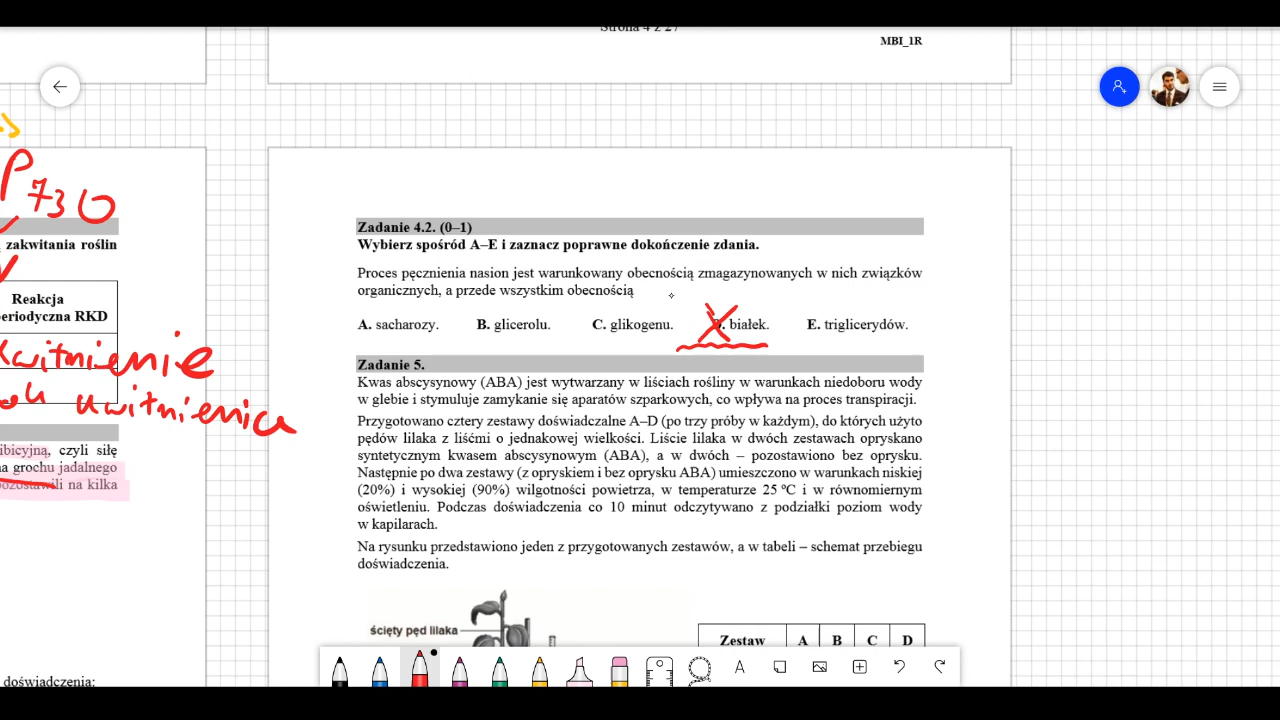 Strona 4 z 27
MBI_1R
P730
zakwitania roślin
Reakcja
eriodyczna RKD
kwitnienie
kwitnienia
ibicyjną, czyli siłę
na grochu jadalnego
pozostawili na kilka
doświadczenia:
Zadanie 4.2. (0–1)
Wybierz spośród A–E i zaznacz poprawne dokończenie zdania.
Proces pęcznienia nasion jest warunkowany obecnością zmagazynowanych w nich związków
organicznych, a przede wszystkim obecnością
A. sacharozy. B. glicerolu. C. glikogenu. D. białek. E. triglicerydów.
Zadanie 5.
Kwas abscysynowy (ABA) jest wytwarzany w liściach rośliny w warunkach niedoboru wody
w glebie i stymuluje zamykanie się aparatów szparkowych, co wpływa na proces transpiracji.
Przygotowano cztery zestawy doświadczalne A–D (po trzy próby w każdym), do których użyto
pędów lilaka z liśćmi o jednakowej wielkości. Liście lilaka w dwóch zestawach opryskano
syntetycznym kwasem abscysynowym (ABA), a w dwóch – pozostawiono bez oprysku.
Następnie po dwa zestawy (z opryskiem i bez oprysku ABA) umieszczono w warunkach niskiej
(20%) i wysokiej (90%) wilgotności powietrza, w temperaturze 25 ºC i w równomiernym
oświetleniu. Podczas doświadczenia co 10 minut odczytywano z podziałki poziom wody
w kapilarach.
Na rysunku przedstawiono jeden z przygotowanych zestawów, a w tabeli – schemat przebiegu
doświadczenia.
ścięty pęd lilaka
Zestaw A B C D